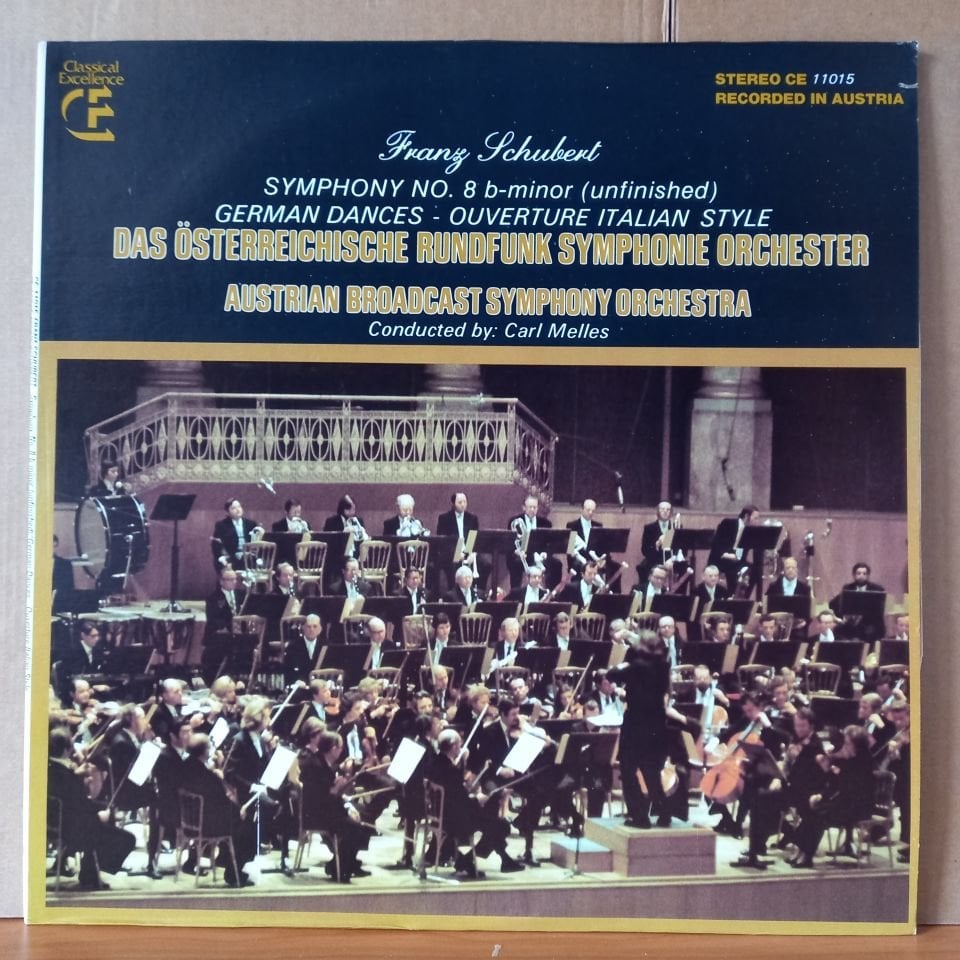 Classical
Excellence
CE
STEREO CE 11015
RECORDED IN AUSTRIA
Franz Schubert
SYMPHONY NO. 8 b-minor (unfinished)
GERMAN DANCES - OUVERTURE ITALIAN STYLE
DAS ÖSTERREICHISCHE RUNDFUNK SYMPHONIE ORCHESTER
AUSTRIAN BROADCAST SYMPHONY ORCHESTRA
Conducted by: Carl Melles